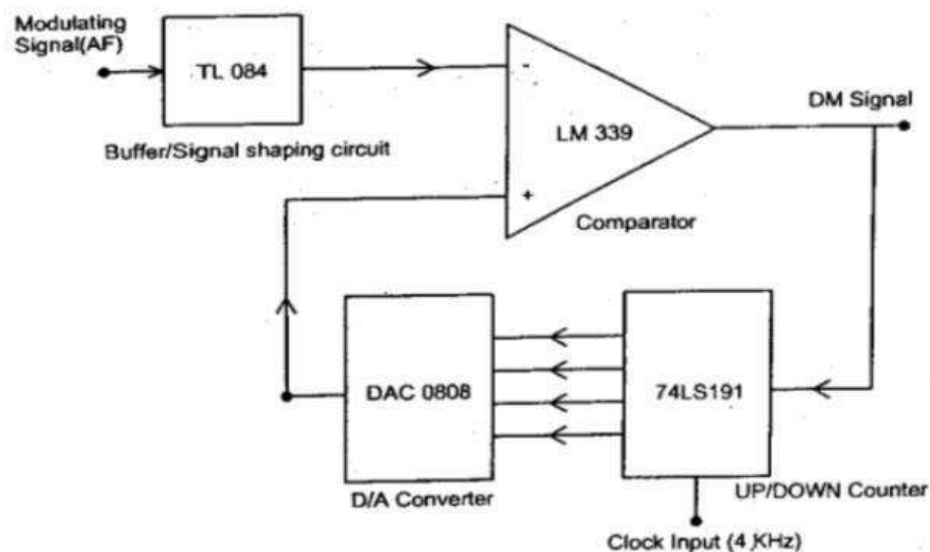 Modulating
Signal(AF)
TL 084
Buffer/Signal shaping circuit
-
LM 339
+
Comparator
DM Signal
DAC 0808
D/A Converter
74LS191
UP/DOWN Counter
Clock Input (4 KHz)